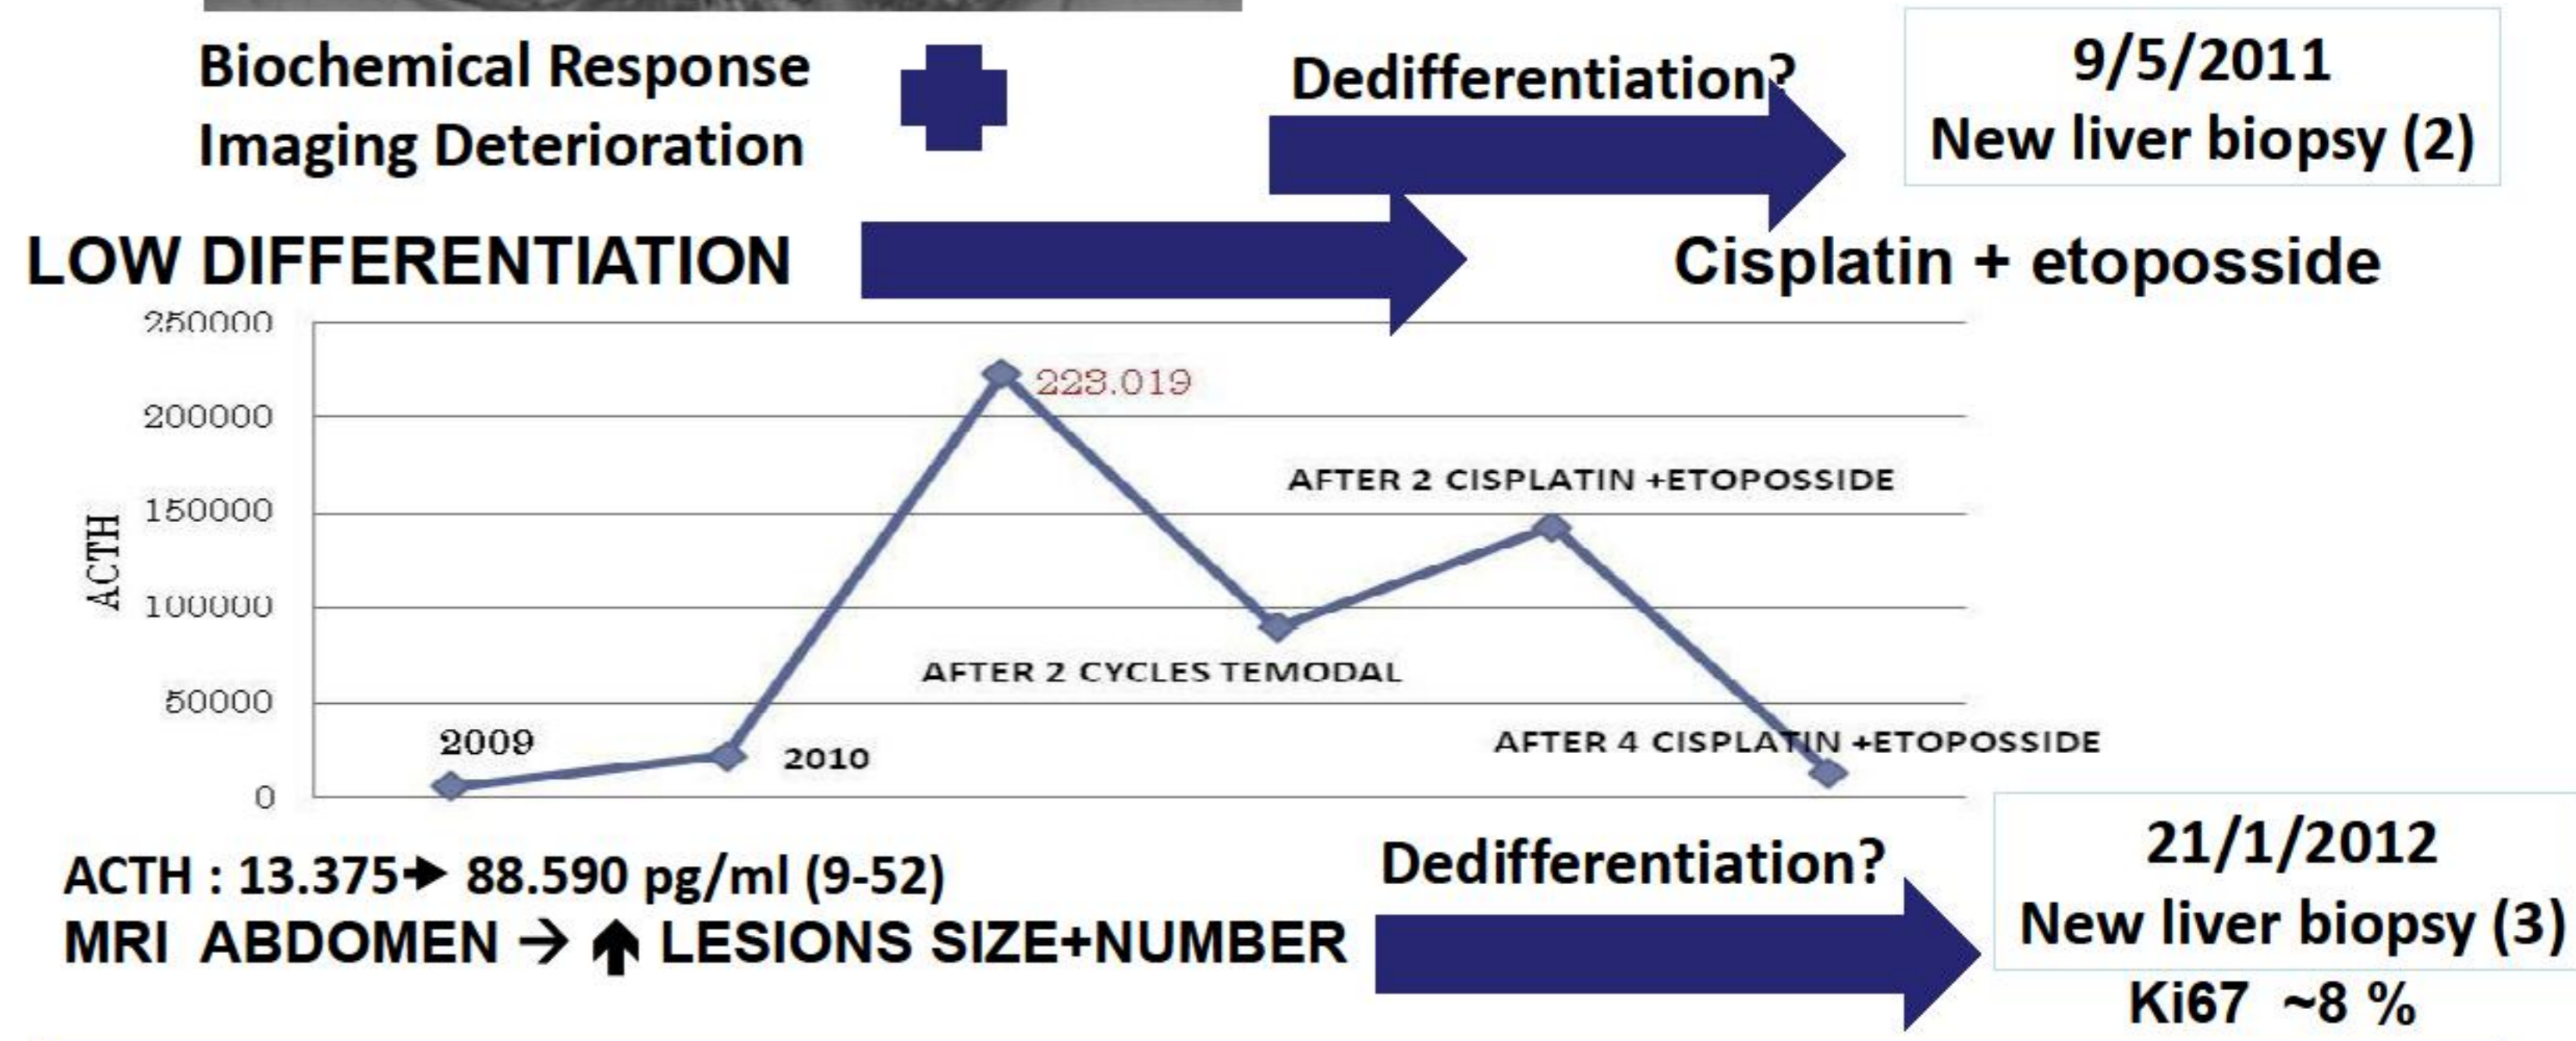 Biochemical Response
Imaging Deterioration
Dedifferentiation?
9/5/2011
New liver biopsy (2)
LOW DIFFERENTIATION
Cisplatin + etoposside
250000
200000
150000
100000
50000
0
ACTH
223.019
AFTER 2 CISPLATIN +ETOPOSSIDE
AFTER 2 CYCLES TEMODAL
2009
2010
AFTER 4 CISPLATIN +ETOPOSSIDE
ACTH : 13.375➔ 88.590 pg/ml (9-52)
MRI ABDOMEN → ↑ LESIONS SIZE+NUMBER
Dedifferentiation?
21/1/2012
New liver biopsy (3)
Ki67 ~8 %